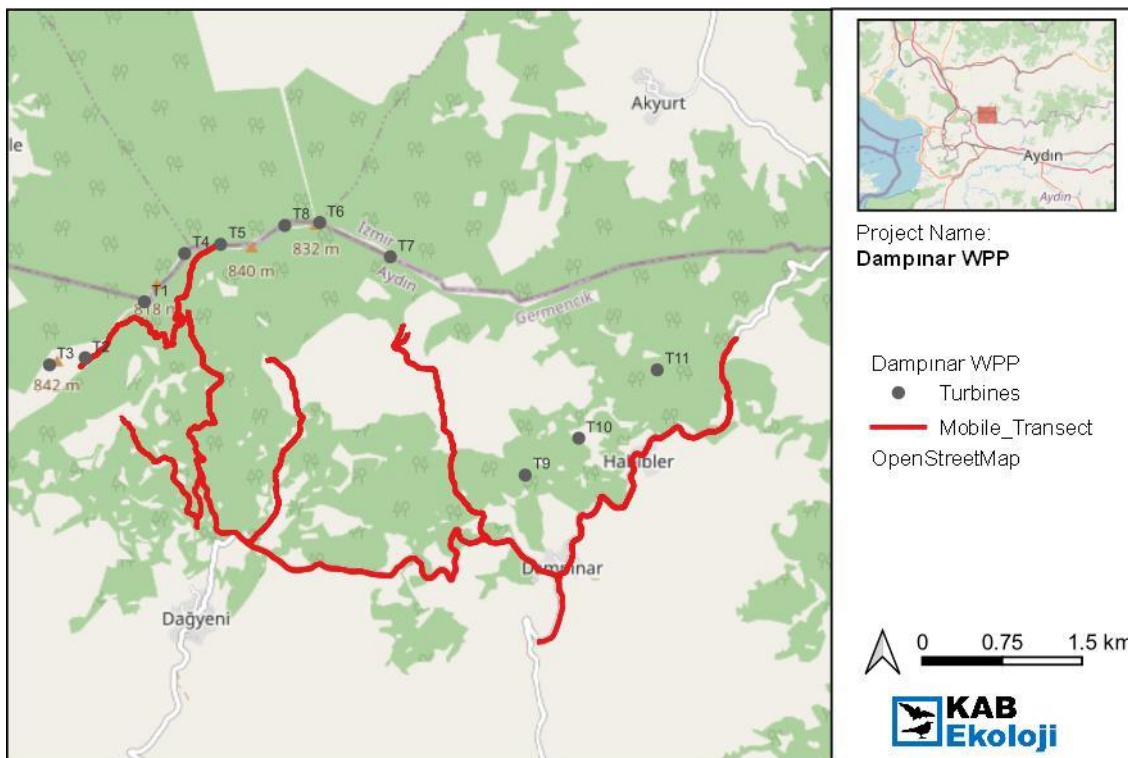 Akyurt
le
T8
T6
T5
T4
832 m
İzmir
T7
840 m
Aydın
T1
818 m
Germencik
T3
T2
842 m
T11
T10
T9
Dağyeni
Aydın
Aydın
Project Name:
Dampınar WPP
Dampınar WPP
Turbines
Mobile_Transect
OpenStreetMap
0 0.75 1.5 km
KAB
Ekoloji